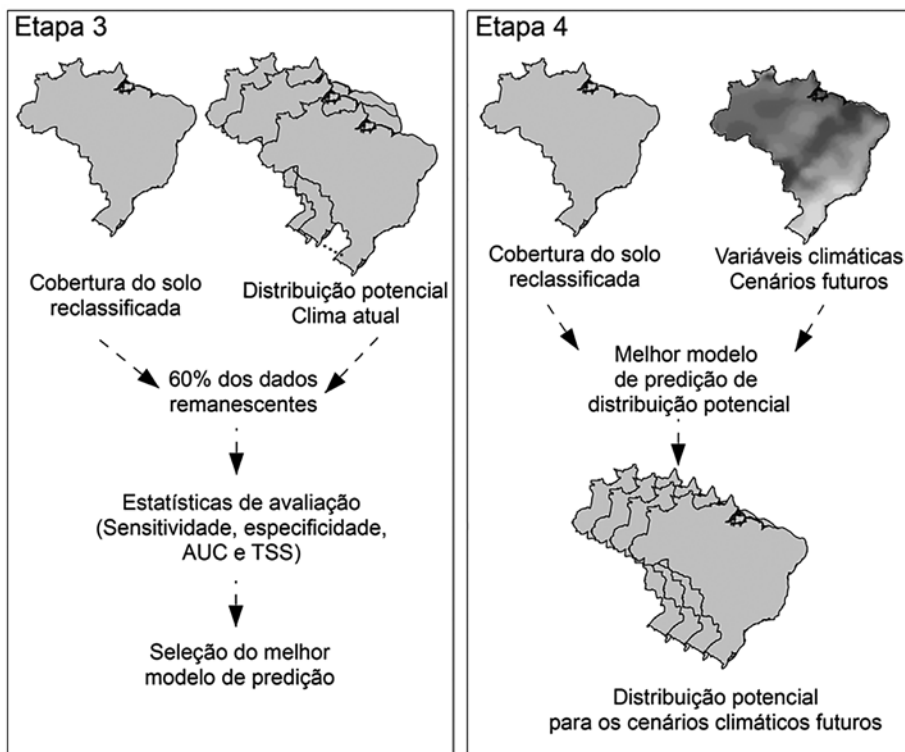 Etapa 3
Cobertura do solo
reclassificada
Distribuição potencial
Clima atual
60% dos dados
remanescentes
Estatísticas de avaliação
(Sensitividade, especificidade,
AUC e TSS)
Seleção do melhor
modelo de predição
Etapa 4
Cobertura do solo
reclassificada
Variáveis climáticas
Cenários futuros
Melhor modelo
de predição de
distribuição potencial
Distribuição potencial
para os cenários climáticos futuros